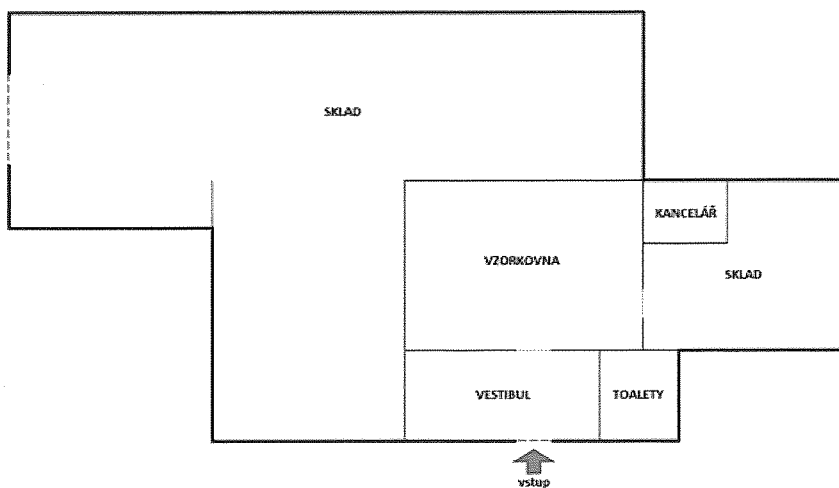 SKLAD
KANCELÁŘ
VZORKOVNA
SKLAD
VESTIBUL
TOALETY
vstup